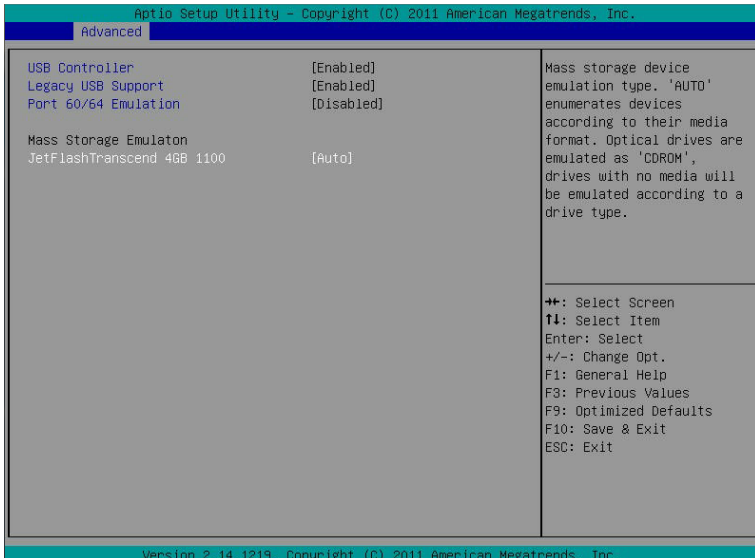 Aptio Setup Utility – Copyright (C) 2011 American Megatrends, Inc.
Advanced
USB Controller [Enabled]
Legacy USB Support [Enabled]
Port 60/64 Emulation [Disabled]
Mass Storage Emulaton
JetFlashTranscend 4GB 1100 [Auto]
Mass storage device
emulation type. 'AUTO'
enumerates devices
according to their media
format. Optical drives are
emulated as 'CDROM',
drives with no media will
be emulated according to a
drive type.
→←: Select Screen
↑↓: Select Item
Enter: Select
+/-: Change Opt.
F1: General Help
F3: Previous Values
F9: Optimized Defaults
F10: Save & Exit
ESC: Exit
Version 2.14.1219. Copyright (C) 2011 American Megatrends, Inc.